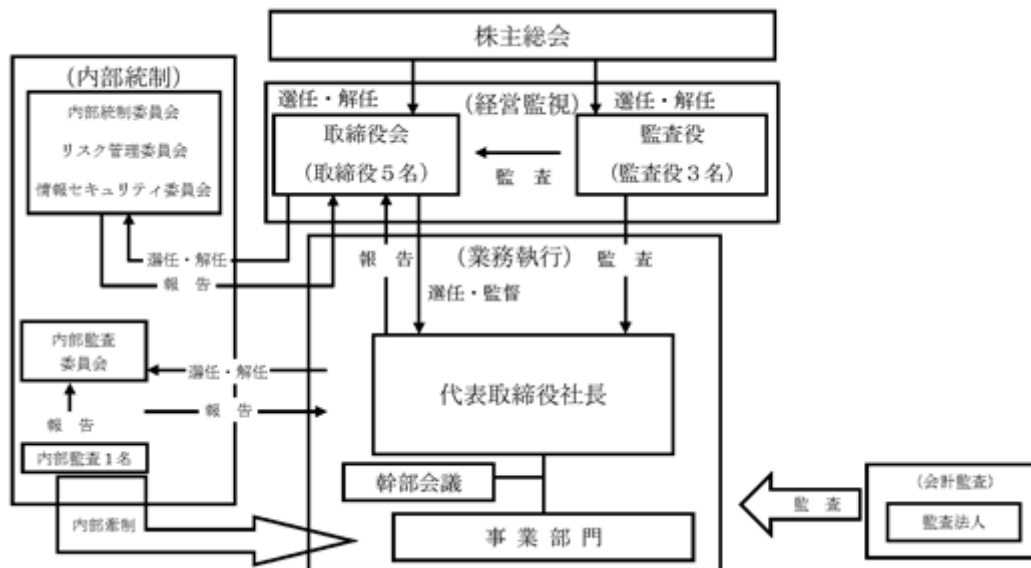 株主総会
(内部統制)
内部統制委員会
リスク管理委員会
情報セキュリティ委員会
選任・解任
(経営監視)
選任・解任
取締役会
(取締役5名)
監 査
監査役
(監査役3名)
選任・解任
報 告
報 告
(業務執行)
監 査
選任・監督
内部監査
委員会
選任・解任
報 告
報 告
内部監査1名
内部牽制
代表取締役社長
幹部会議
事 業 部 門
監 査
(会計監査)
監査法人